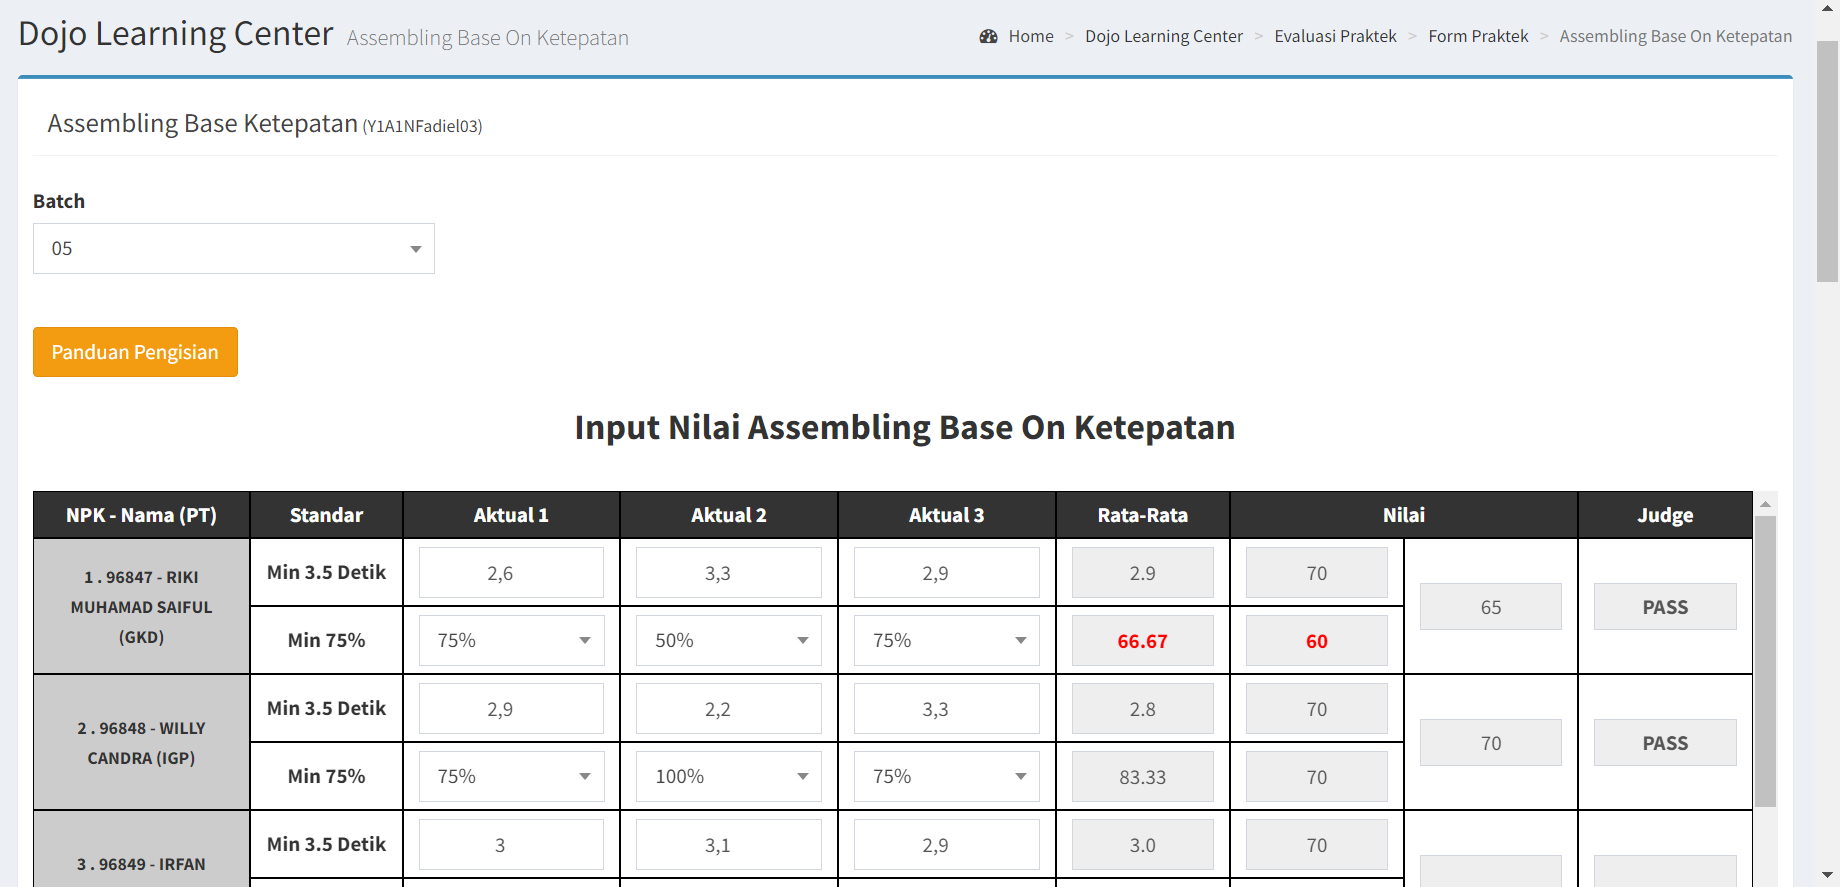 Dojo Learning Center Assembling Base On Ketepatan
Home > Dojo Learning Center > Evaluasi Praktek > Form Praktek > Assembling Base On Ketepatan
Assembling Base Ketepatan (Y1A1NFadiel03)
Batch
05
Panduan Pengisian
Input Nilai Assembling Base On Ketepatan
NPK - Nama (PT) Standar Aktual 1 Aktual 2 Aktual 3 Rata-Rata Nilai Judge
1 . 96847 - RIKI
MUHAMAD SAIFUL
(GKD)
Min 3.5 Detik 2,6 3,3 2,9 2.9 70
65 PASS
Min 75% 75% 50% 75% 66.67 60
2 . 96848 - WILLY
CANDRA (IGP)
Min 3.5 Detik 2,9 2,2 3,3 2.8 70
70 PASS
Min 75% 75% 100% 75% 83.33 70
3 . 96849 - IRFAN
Min 3.5 Detik 3 3,1 2,9 3.0 70